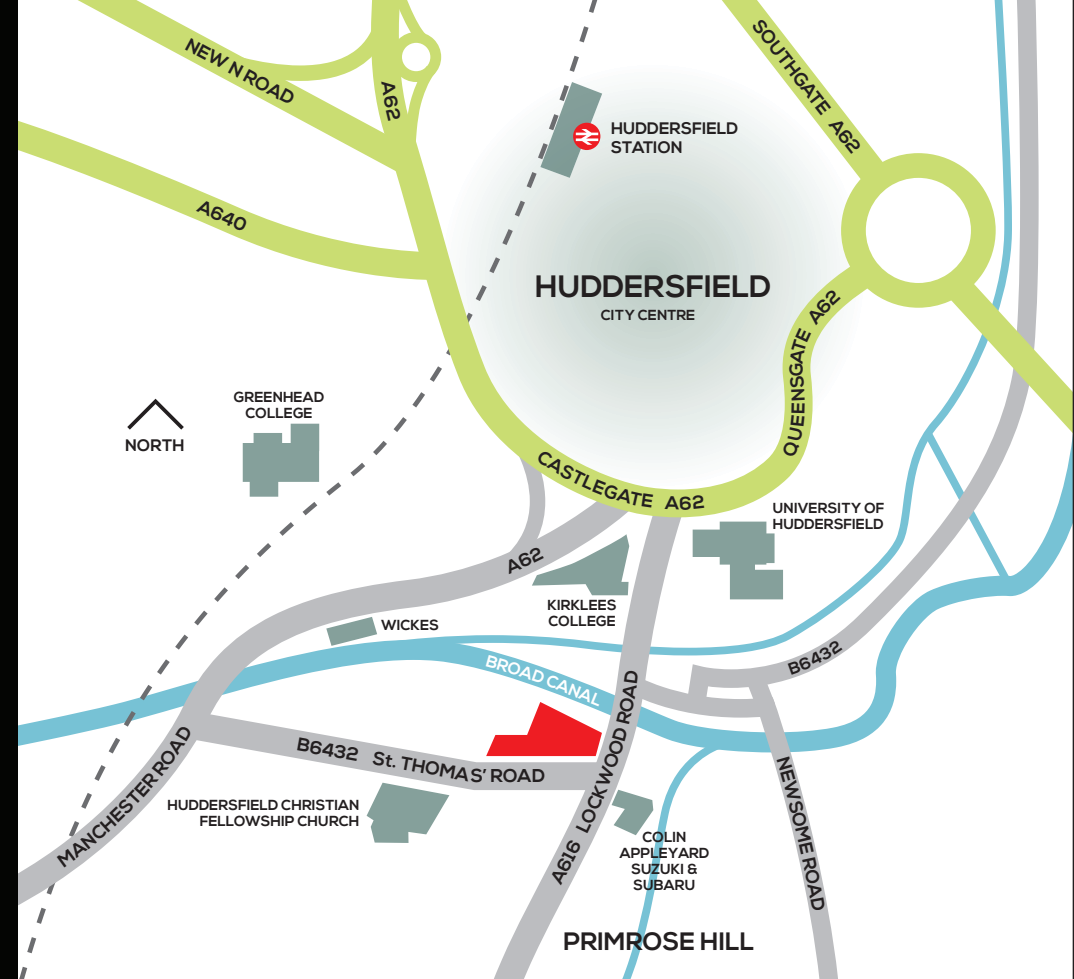 NEW N ROAD
A62
SOUTHGATE A62
HUDDERSFIELD
STATION
A640
HUDDERSFIELD
CITY CENTRE
QUEENSGATE A62
GREENHEAD
COLLEGE
NORTH
CASTLEGATE A62
UNIVERSITY OF
HUDDERSFIELD
A62
KIRKLEES
COLLEGE
WICKES
BROAD CANAL
B6432
B6432 St. THOMAS' ROAD
A616 LOCKWOOD ROAD
MANCHESTER ROAD
HUDDERSFIELD CHRISTIAN
FELLOWSHIP CHURCH
NEWSOME ROAD
COLIN
APPLEYARD
SUZUKI &
SUBARU
PRIMROSE HILL